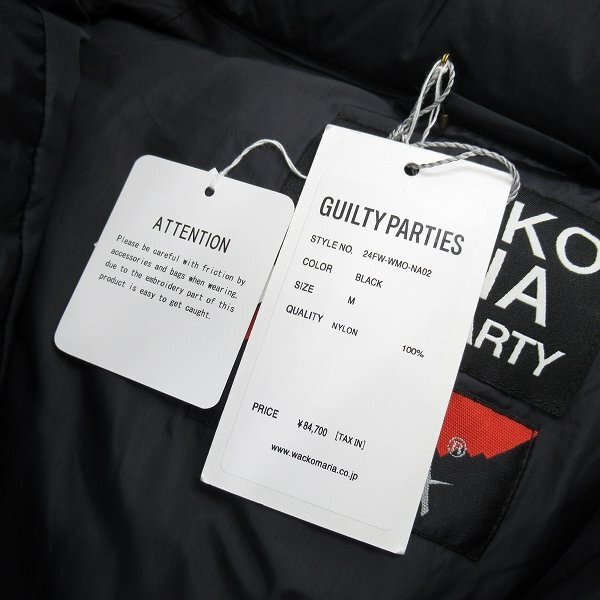 ATTENTION
Please be careful with friction by
accessories and bags when wearing,
due to the embroidery part of this
product is easy to get caught.
GUILTY PARTIES
STYLE NO. 24FW-WMO-NA02
COLOR BLACK
SIZE M
QUALITY NYLON
100%
PRICE ¥84,700 [TAX IN]
www.wackomaria.co.jp
KO
IA
ARTY
®